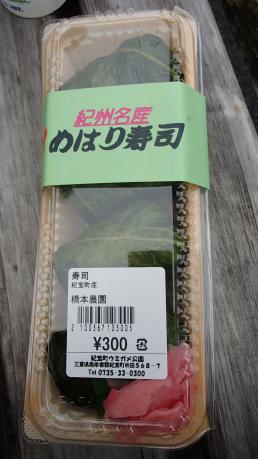 紀州名産
めはり寿司
寿司
紀宝町産
橋本農園
2 100367 103005
¥300
紀宝町ウミガメ公園
三重県南牟婁郡紀宝町井田568-7
Tel 0735-33-0300